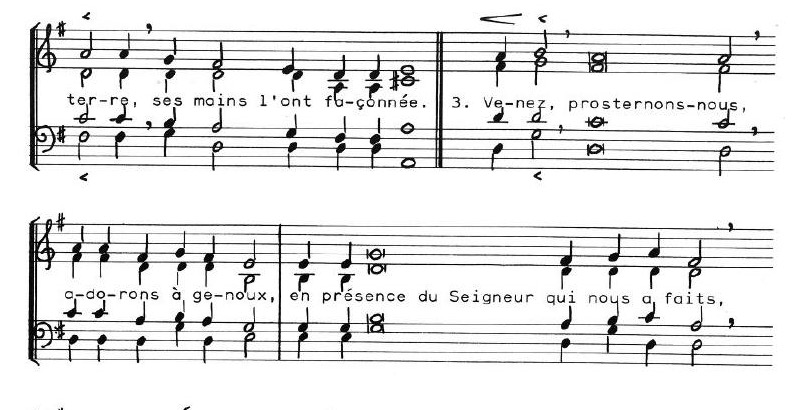 ter-re, ses mains l'ont fa-çonnée. 3. Ve-nez, prosternons-nous,
a-do-rons à ge-noux, en présence du Seigneur qui nous a faits,